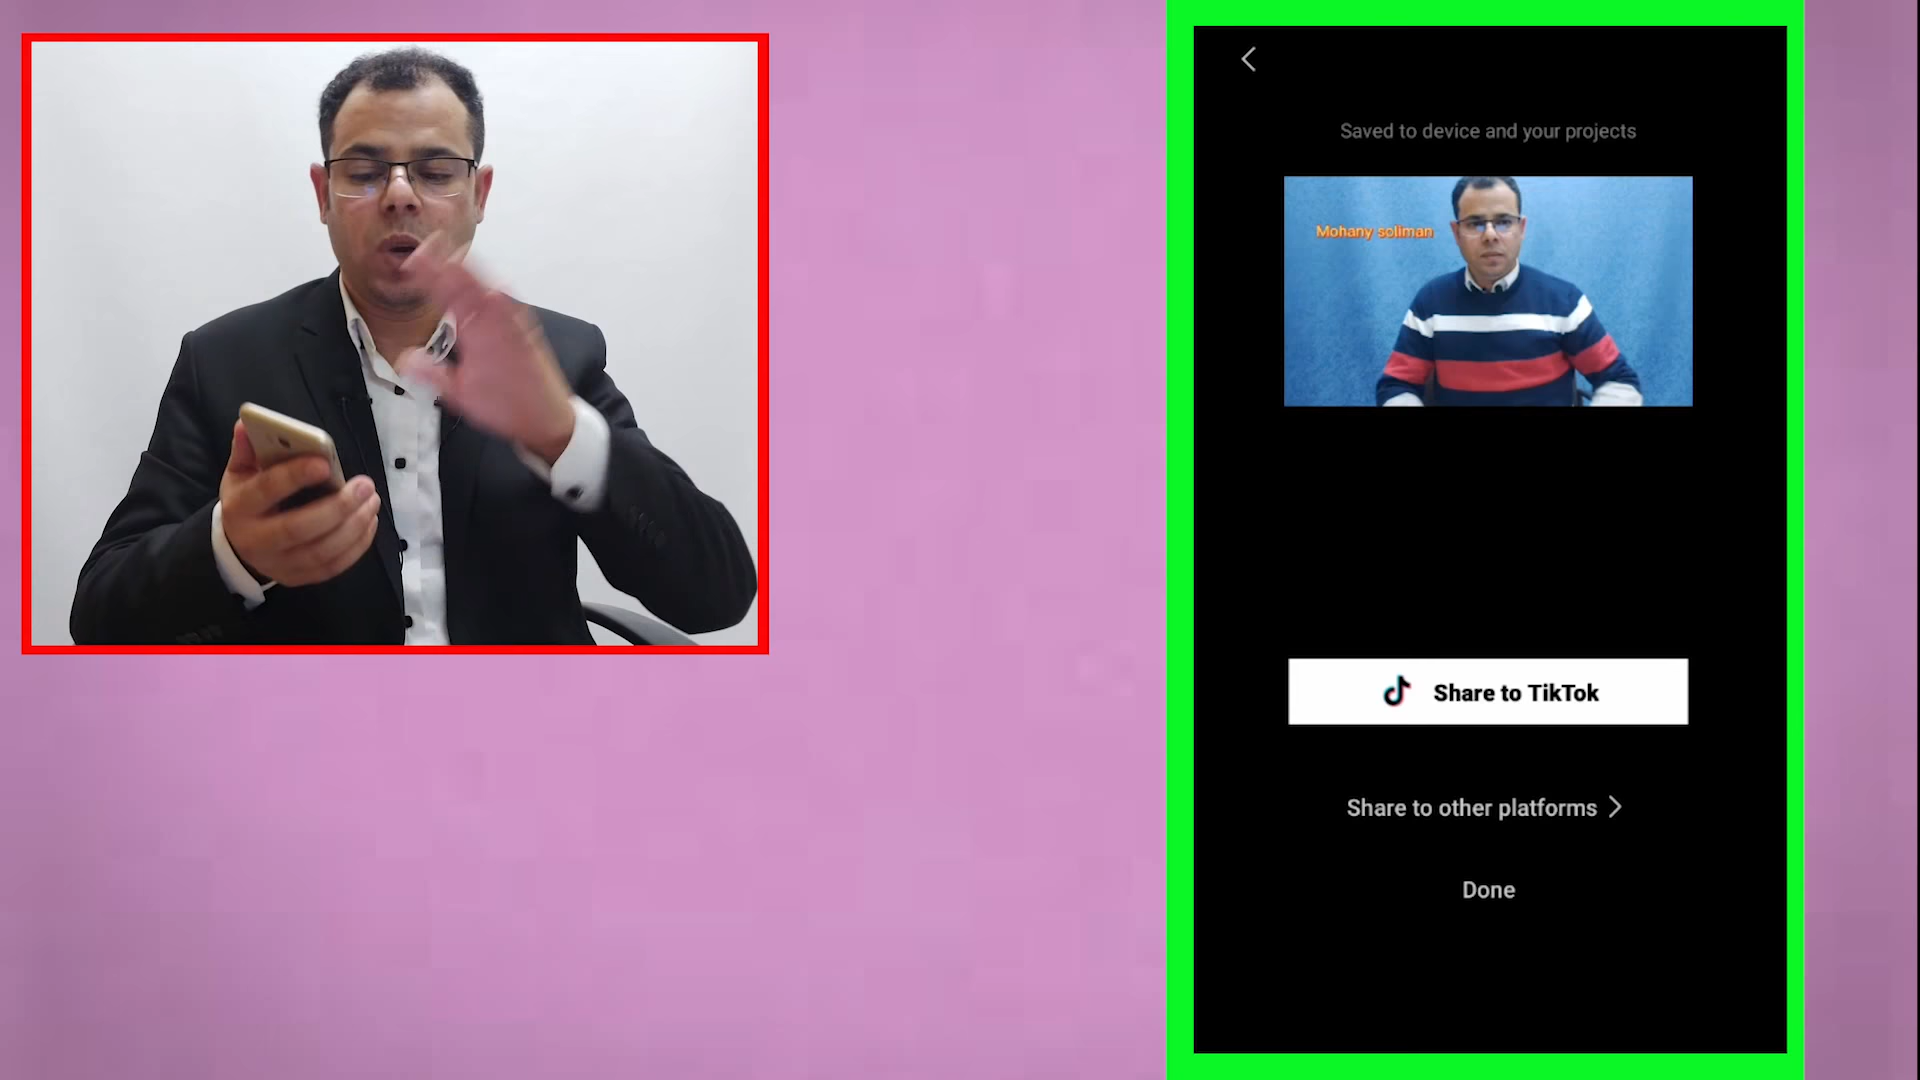 Saved to device and your projects
Mohany soliman
Share to TikTok
Share to other platforms
Done